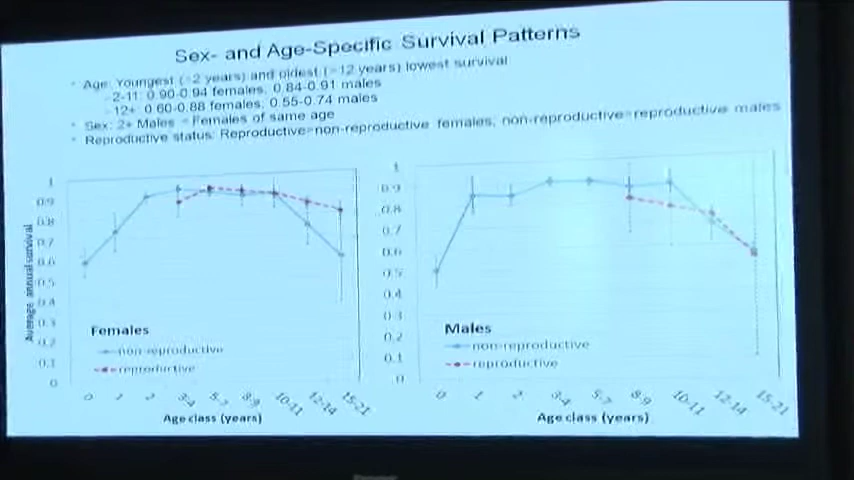 Sex- and Age-Specific Survival Patterns
Age: Youngest (<2 years) and oldest (>12 years) lowest survival
2-11: 0.90-0.94 females, 0.84-0.91 males
12+: 0.60-0.88 females, 0.55-0.74 males
Sex: 2+ Males < Females of same age
Reproductive status: Reproductive=non-reproductive females; non-reproductive=reproductive males
Average annual survival
1
0.9
0.8
0.7
0.6
0.5
0.4
0.3
0.2
0.1
0
Females
non-reproductive
reproductive
0 1 2 3-4 5-7 8-9 10-11 12-14 15-21
Age class (years)
1
0.9
0.8
0.7
0.6
0.5
0.4
0.3
0.2
0.1
0
Males
non-reproductive
reproductive
0 1 2 3-4 5-7 8-9 10-11 12-14 15-21
Age class (years)